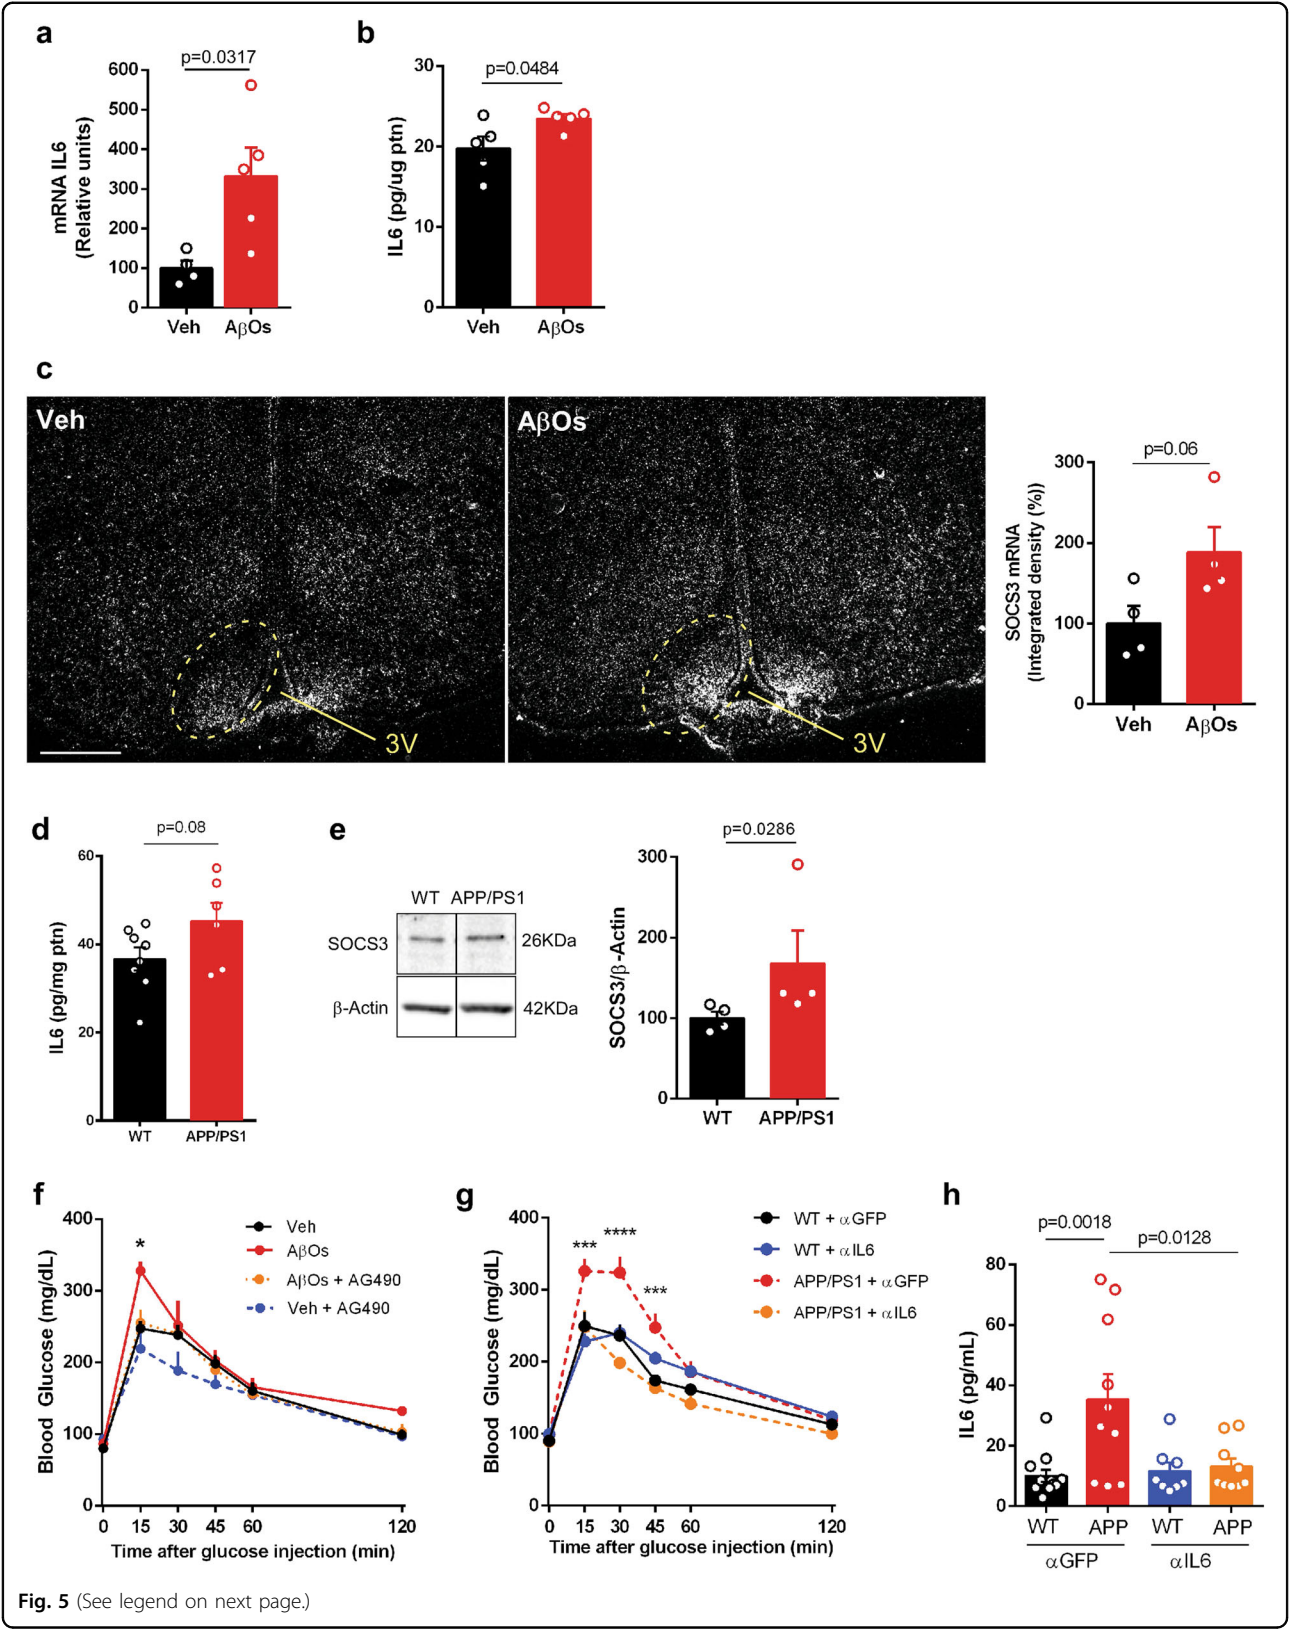 a
p=0.0317
mRNA IL6
(Relative units)
600
500
400
300
200
100
0
Veh
AβOs
b
p=0.0484
IL6 (pg/ug ptn)
30
20
10
0
Veh
AβOs
c
Veh
3V
AβOs
3V
p=0.06
SOCS3 mRNA
(Integrated density (%))
300
200
100
0
Veh
AβOs
d
p=0.08
IL6 (pg/mg ptn)
60
40
20
0
WT
APP/PS1
e
WT APP/PS1
SOCS3 26KDa
β-Actin 42KDa
p=0.0286
SOCS3/β-Actin
300
200
100
0
WT
APP/PS1
f
Blood Glucose (mg/dL)
400
300
200
100
0
*
Veh
AβOs
AβOs + AG490
Veh + AG490
0 15 30 45 60 120
Time after glucose injection (min)
g
Blood Glucose (mg/dL)
400
300
200
100
0
***
****
***
WT + αGFP
WT + αIL6
APP/PS1 + αGFP
APP/PS1 + αIL6
0 15 30 45 60 120
Time after glucose injection (min)
h
p=0.0018
p=0.0128
IL6 (pg/mL)
80
60
40
20
0
WT APP WT APP
αGFP αIL6
Fig. 5 (See legend on next page.)